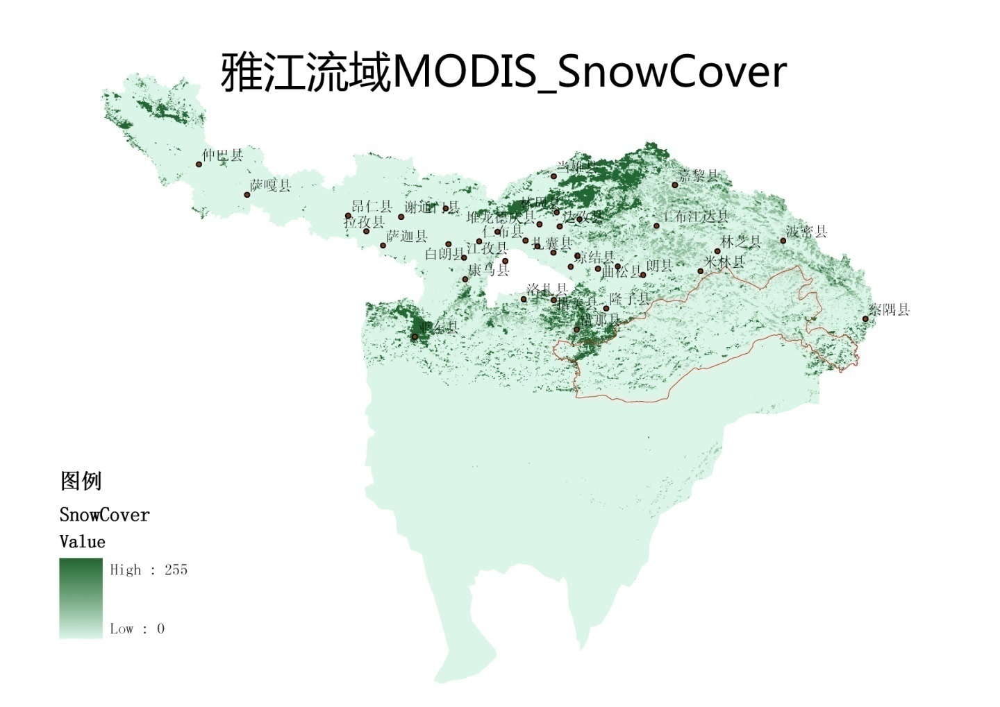 雅江流域MODIS_SnowCover
仲巴县
萨嘎县
当雄县
嘉黎县
昂仁县
谢通门县
林周县
拉孜县
堆龙德庆县
达孜县
工布江达县
萨迦县
仁布县
扎囊县
林芝县
波密县
白朗县
江孜县
琼结县
朗县
米林县
康马县
曲松县
洛扎县
措美县
隆子县
察隅县
亚东县
错那县
图例
SnowCover
Value
High : 255
Low : 0